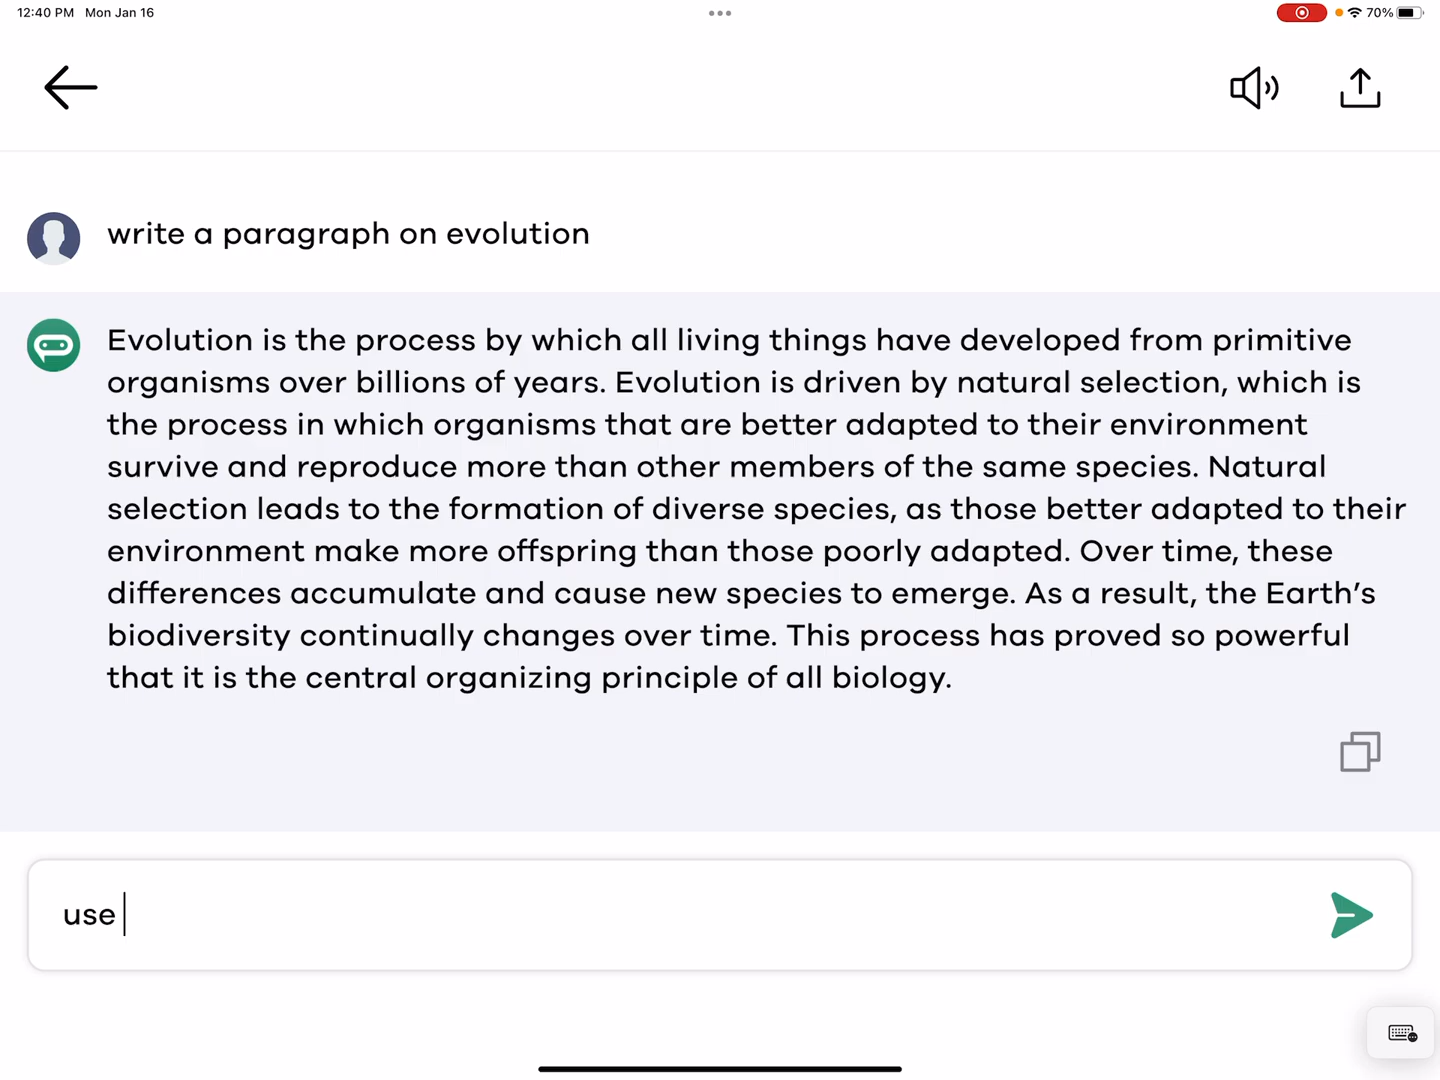 12:40 PM Mon Jan 16
70%
write a paragraph on evolution
Evolution is the process by which all living things have developed from primitive
organisms over billions of years. Evolution is driven by natural selection, which is
the process in which organisms that are better adapted to their environment
survive and reproduce more than other members of the same species. Natural
selection leads to the formation of diverse species, as those better adapted to their
environment make more offspring than those poorly adapted. Over time, these
differences accumulate and cause new species to emerge. As a result, the Earth’s
biodiversity continually changes over time. This process has proved so powerful
that it is the central organizing principle of all biology.
use